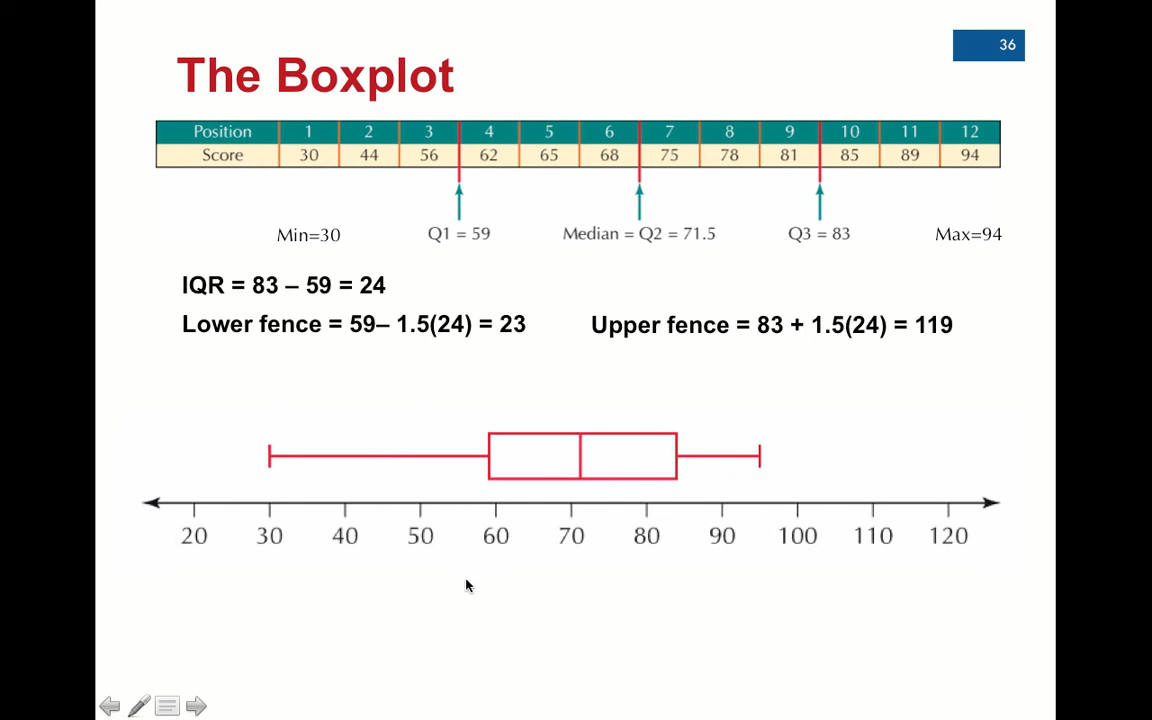 36
The Boxplot
Position 1 2 3 4 5 6 7 8 9 10 11 12
Score 30 44 56 62 65 68 75 78 81 85 89 94
Min=30 Q1 = 59 Median = Q2 = 71.5 Q3 = 83 Max=94
IQR = 83 – 59 = 24
Lower fence = 59– 1.5(24) = 23 Upper fence = 83 + 1.5(24) = 119
20 30 40 50 60 70 80 90 100 110 120